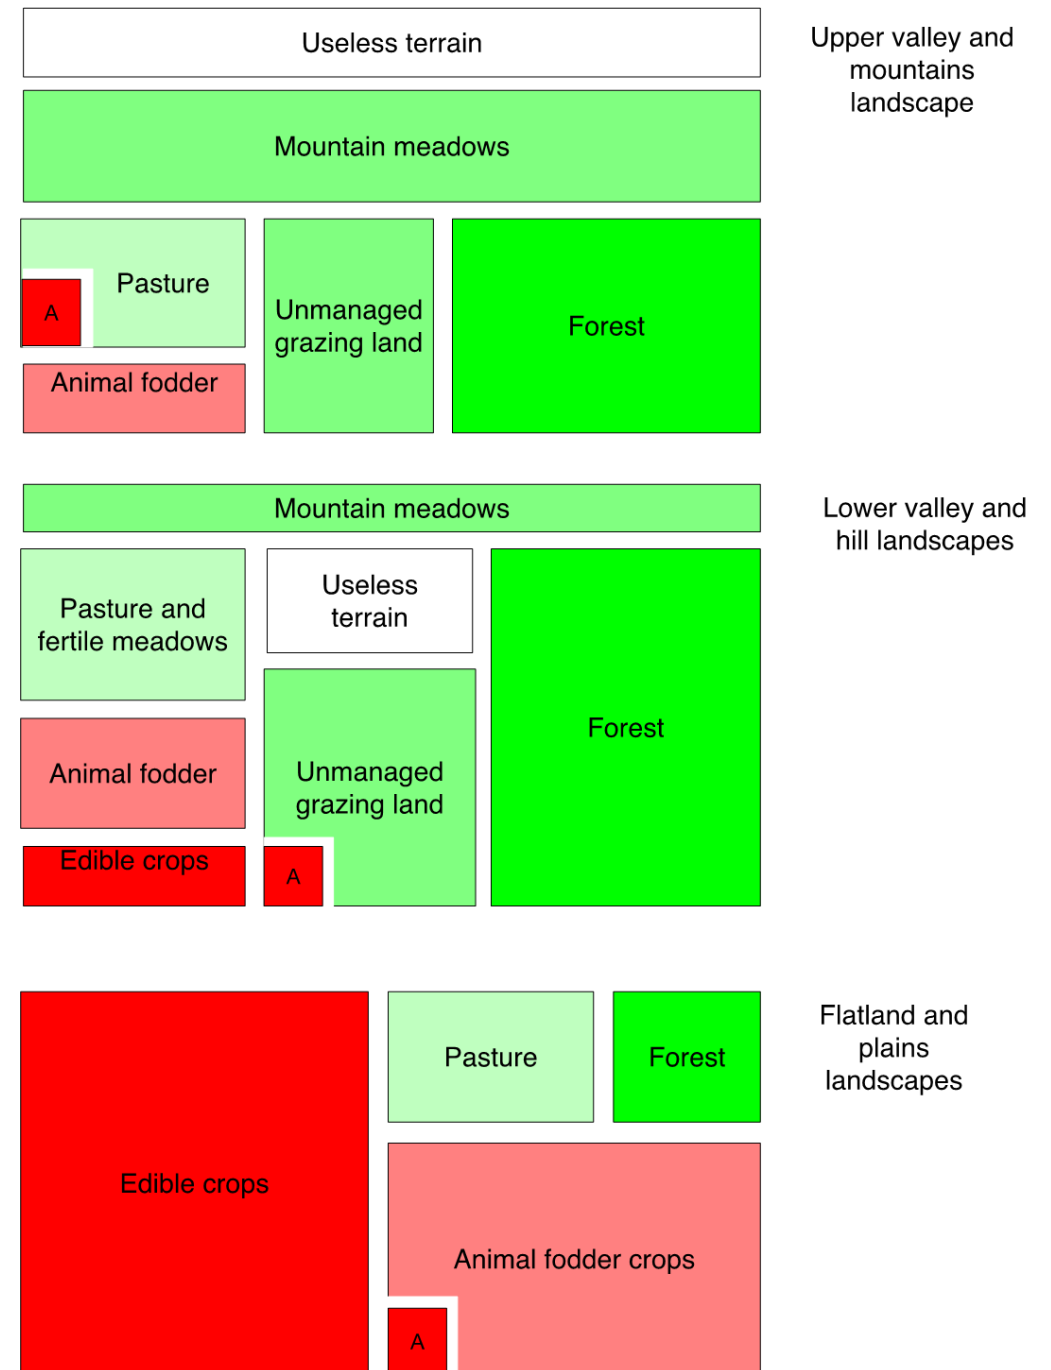 Useless terrain
Upper valley and
mountains
landscape
Mountain meadows
Pasture
A
Unmanaged
grazing land
Forest
Animal fodder
Mountain meadows
Lower valley and
hill landscapes
Pasture and
fertile meadows
Useless
terrain
Forest
Animal fodder
Unmanaged
grazing land
Edible crops
A
Flatland and
plains
landscapes
Pasture
Forest
Edible crops
Animal fodder crops
A